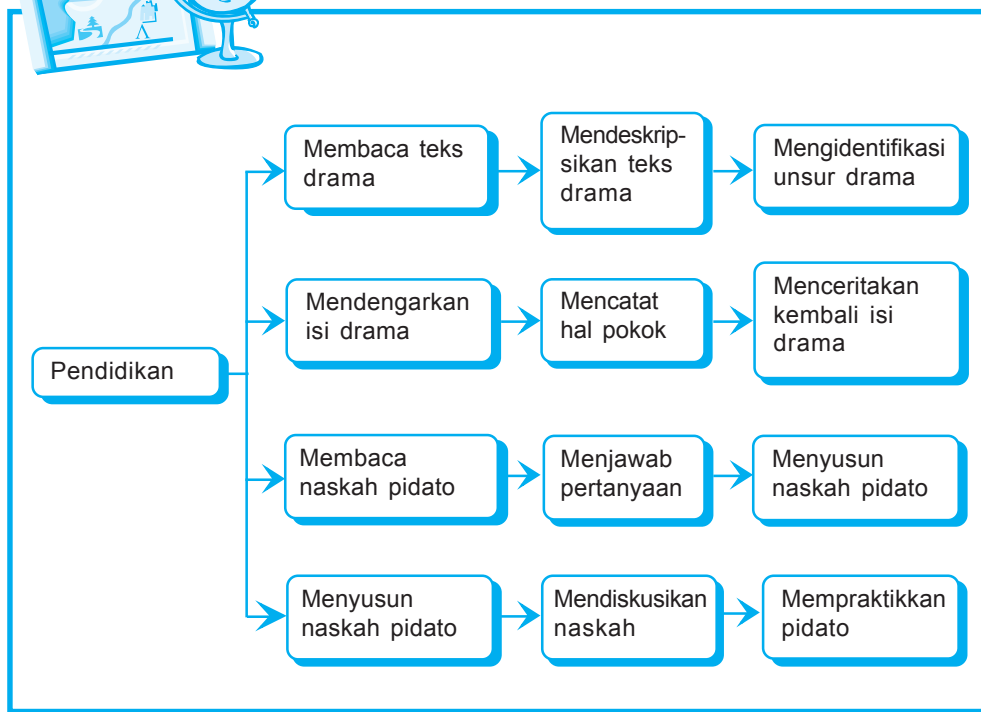 Membaca teks
drama
Mendeskrip-
sikan teks
drama
Mengidentifikasi
unsur drama
Mendengarkan
isi drama
Mencatat
hal pokok
Menceritakan
kembali isi
drama
Pendidikan
Membaca
naskah pidato
Menjawab
pertanyaan
Menyusun
naskah pidato
Menyusun
naskah pidato
Mendiskusikan
naskah
Mempraktikkan
pidato